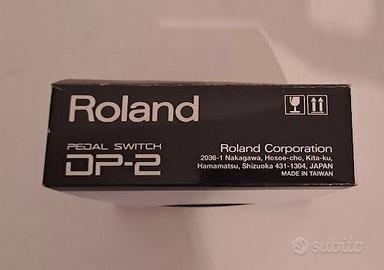 Roland
PEDAL SWITCH
DP-2
Roland Corporation
2036-1 Nakagawa, Hosoe-cho, Kita-ku,
Hamamatsu, Shizuoka 431-1304, JAPAN
MADE IN TAIWAN
subito